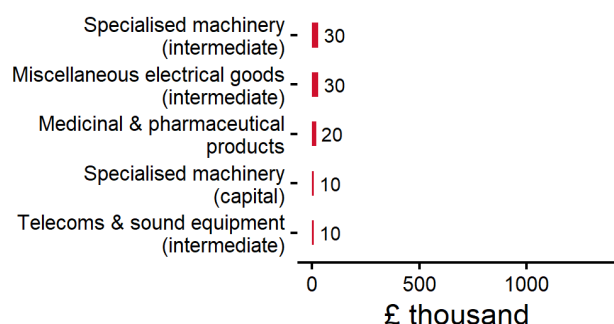 Specialised machinery
(intermediate)
30
Miscellaneous electrical goods
(intermediate)
30
Medicinal & pharmaceutical
products
20
Specialised machinery
(capital)
10
Telecoms & sound equipment
(intermediate)
10
0 500 1000
£ thousand